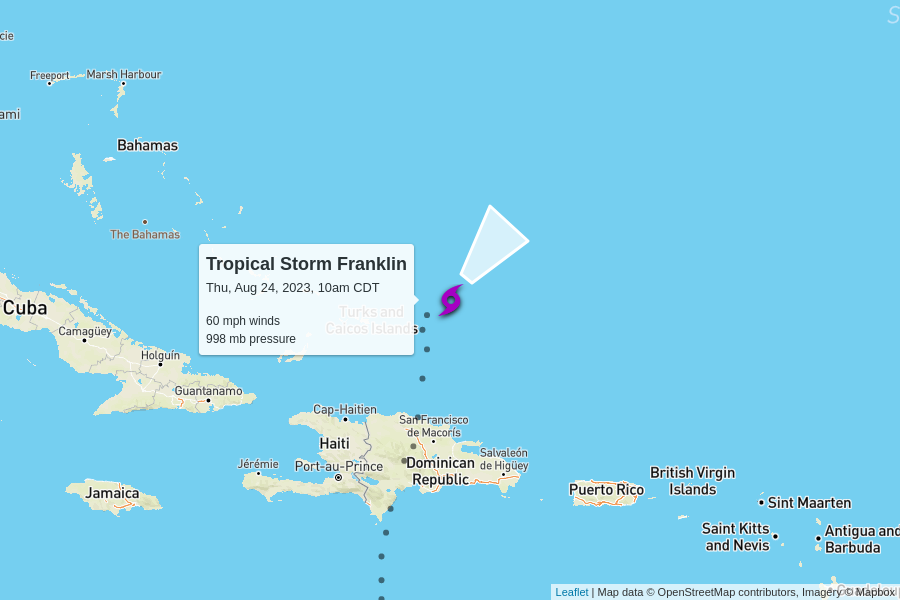 S
cie
Freeport
Marsh Harbour
ami
Bahamas
The Bahamas
Tropical Storm Franklin
Thu, Aug 24, 2023, 10am CDT
60 mph winds
998 mb pressure
Turks and
Caicos Islands
Cuba
Camagüey
Holguín
Guantanamo
Cap-Haitien
San Francisco
de Macorís
Haiti
Jérémie
Port-au-Prince
Dominican
Republic
Salvaleón
de Higüey
Jamaica
Puerto Rico
British Virgin
Islands
Sint Maarten
Saint Kitts
and Nevis
Antigua and
Barbuda
Leaflet | Map data © OpenStreetMap contributors, Imagery © Mapbox